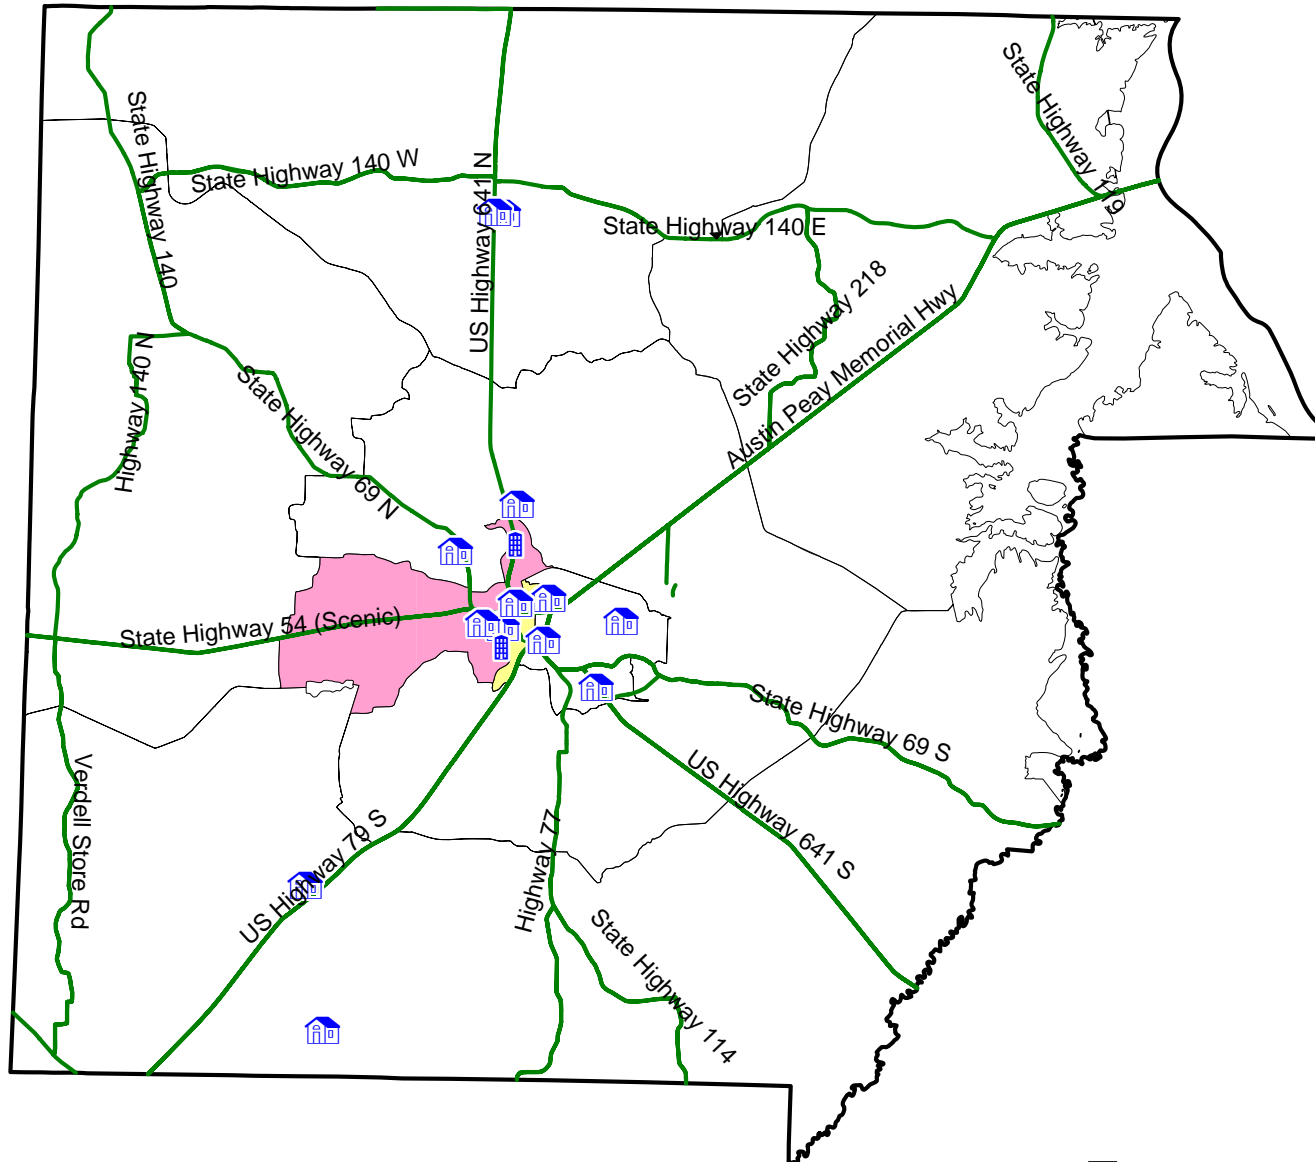 State Highway 119
State Highway 140
State Highway 140 W
US Highway 641 N
State Highway 140 E
State Highway 218
Austin Peay Memorial Hwy
Highway 140 N
State Highway 69 N
State Highway 54 (Scenic)
State Highway 69 S
US Highway 641 S
Verdell Store Rd
US Highway 79 S
Highway 77
State Highway 114